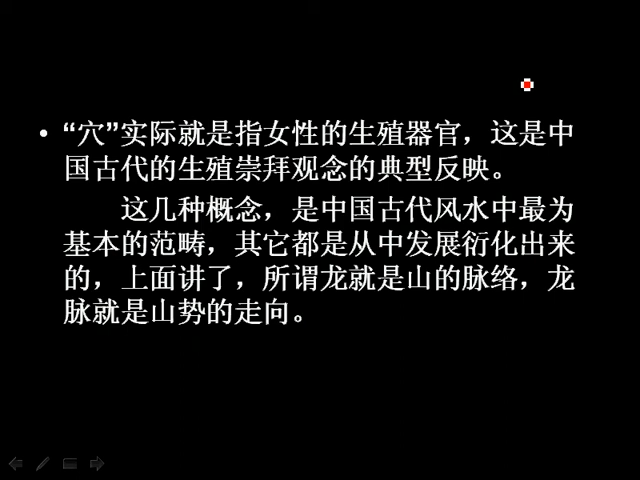 • “穴”实际就是指女性的生殖器官，这是中
国古代的生殖崇拜观念的典型反映。
这几种概念，是中国古代风水中最为
基本的范畴，其它都是从中发展衍化出来
的，上面讲了，所谓龙就是山的脉络，龙
脉就是山势的走向。